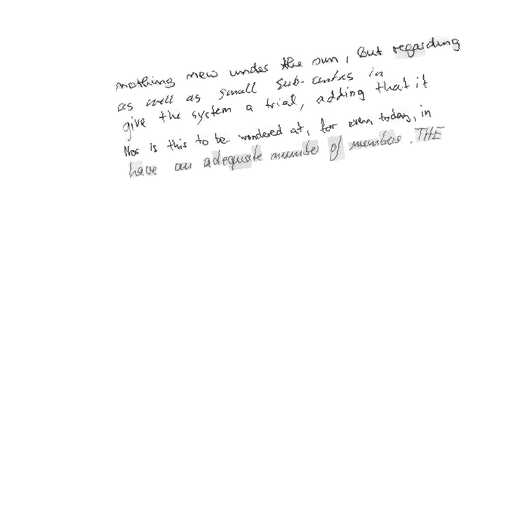 nothing new under the sun, But regarding
as well as small sub-centres in
give the system a trial, adding that it
Nor is this to be wondered at, for even today, in
have an adequate number of members. THE